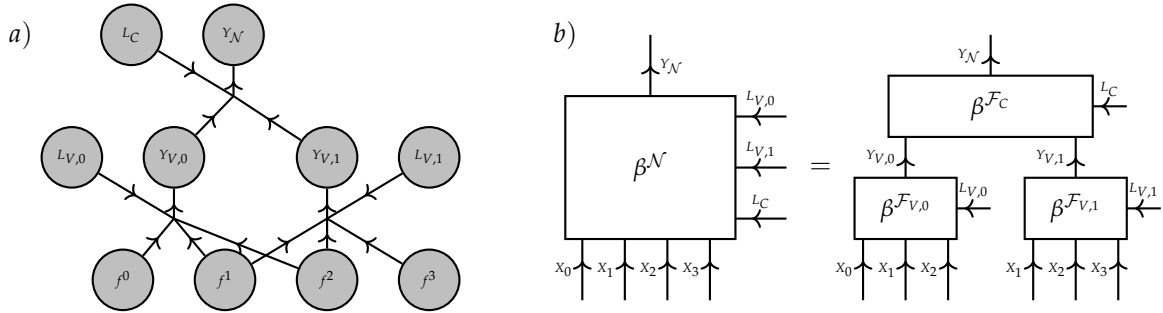 a)
L_C Y_𝒩
L_{V,0} Y_{V,0} Y_{V,1} L_{V,1}
f^0 f^1 f^2 f^3
b)
Y_𝒩
L_{V,0}
L_{V,1}
L_C
β^𝒩
X_0 X_1 X_2 X_3
=
Y_𝒩
β^{ℱ_C} L_C
Y_{V,0} Y_{V,1}
β^{ℱ_{V,0}} L_{V,0} β^{ℱ_{V,1}} L_{V,1}
X_0 X_1 X_2 X_1 X_2 X_3